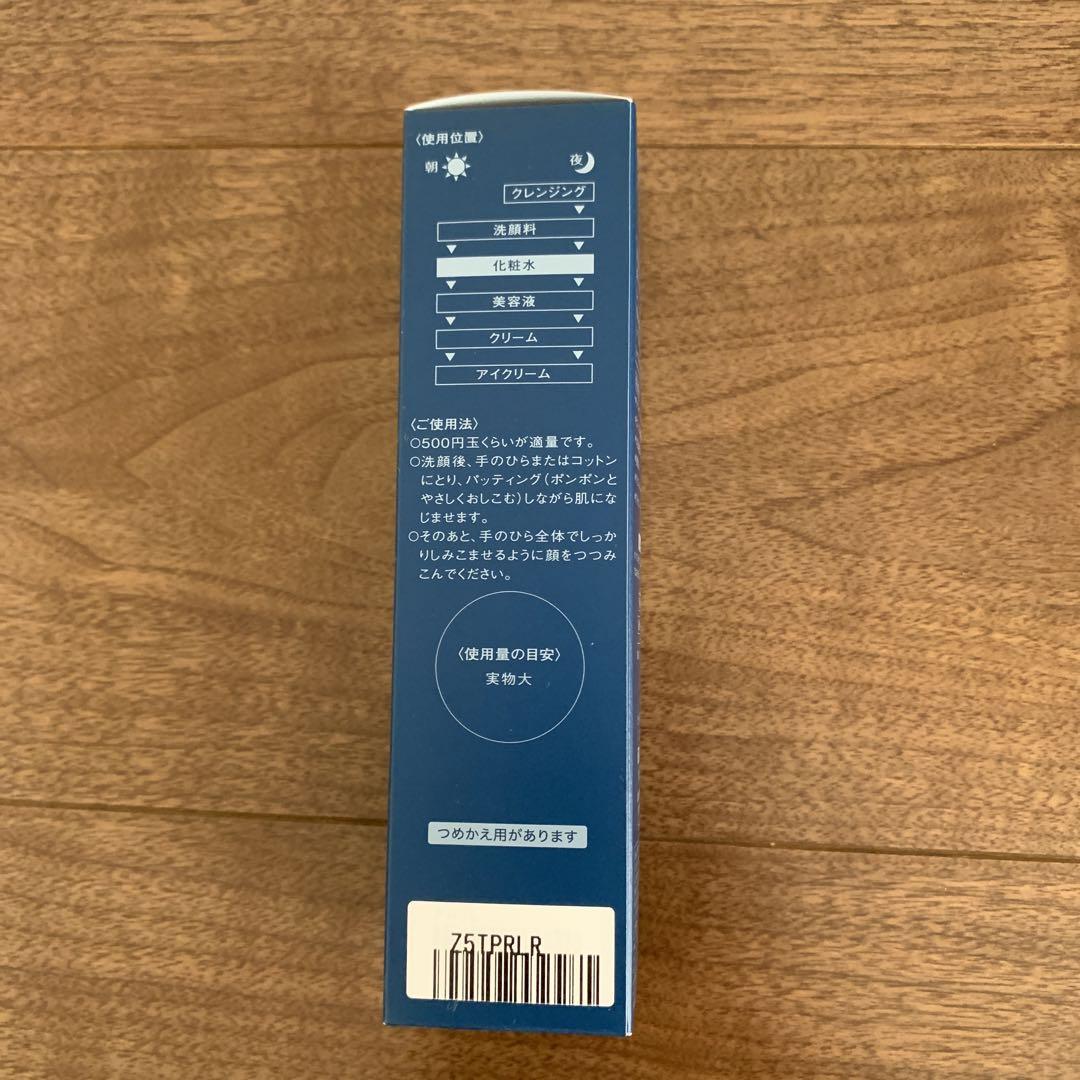 〈使用位置〉
朝 夜
クレンジング
洗顔料
化粧水
美容液
クリーム
アイクリーム
〈ご使用法〉
○500円玉くらいが適量です。
○洗顔後、手のひらまたはコットン
にとり、パッティング(ポンポンと
やさしくおしこむ)しながら肌にな
じませます。
○そのあと、手のひら全体でしっか
りしみこませるように顔をつつみ
こんでください。
〈使用量の目安〉
実物大
つめかえ用があります
Z5TPRLR